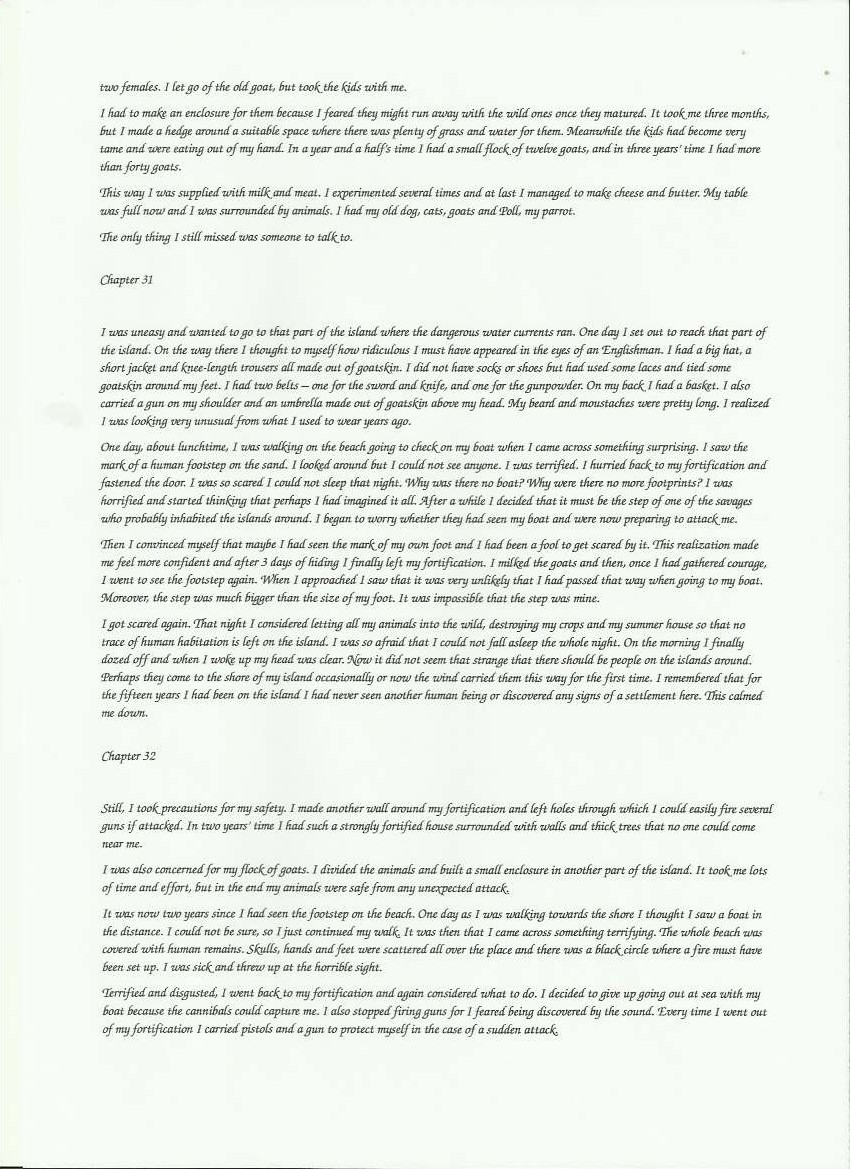 two females. I let go of the old goat, but took the kids with me.
I had to make an enclosure for them because I feared they might run away with the wild ones once they matured. It took me three months,
but I made a hedge around a suitable space where there was plenty of grass and water for them. Meanwhile the kids had become very
tame and were eating out of my hand. In a year and a half's time I had a small flock of twelve goats, and in three years' time I had more
than forty goats.
This way I was supplied with milk and meat. I experimented several times and at last I managed to make cheese and butter. My table
was full now and I was surrounded by animals. I had my old dog, cats, goats and Poll, my parrot.
The only thing I still missed was someone to talk to.
Chapter 31
I was uneasy and wanted to go to that part of the island where the dangerous water currents ran. One day I set out to reach that part of
the island. On the way there I thought to myself how ridiculous I must have appeared in the eyes of an Englishman. I had a big hat, a
short jacket and knee-length trousers all made out of goatskin. I did not have socks or shoes but had used some laces and tied some
goatskin around my feet. I had two belts – one for the sword and knife, and one for the gunpowder. On my back I had a basket. I also
carried a gun on my shoulder and an umbrella made out of goatskin above my head. My beard and moustaches were pretty long. I realized
I was looking very unusual from what I used to wear years ago.
One day, about lunchtime, I was walking on the beach going to check on my boat when I came across something surprising. I saw the
mark of a human footstep on the sand. I looked around but I could not see anyone. I was terrified. I hurried back to my fortification and
fastened the door. I was so scared I could not sleep that night. Why was there no boat? Why were there no more footprints? I was
horrified and started thinking that perhaps I had imagined it all. After a while I decided that it must be the step of one of the savages
who probably inhabited the islands around. I began to worry whether they had seen my boat and were now preparing to attack me.
Then I convinced myself that maybe I had seen the mark of my own foot and I had been a fool to get scared by it. This realization made
me feel more confident and after 3 days of hiding I finally left my fortification. I milked the goats and then, once I had gathered courage,
I went to see the footstep again. When I approached I saw that it was very unlikely that I had passed that way when going to my boat.
Moreover, the step was much bigger than the size of my foot. It was impossible that the step was mine.
I got scared again. That night I considered letting all my animals into the wild, destroying my crops and my summer house so that no
trace of human habitation is left on the island. I was so afraid that I could not fall asleep the whole night. On the morning I finally
dozed off and when I woke up my head was clear. Now it did not seem that strange that there should be people on the islands around.
Perhaps they come to the shore of my island occasionally or now the wind carried them this way for the first time. I remembered that for
the fifteen years I had been on the island I had never seen another human being or discovered any signs of a settlement here. This calmed
me down.
Chapter 32
Still, I took precautions for my safety. I made another wall around my fortification and left holes through which I could easily fire several
guns if attacked. In two years' time I had such a strongly fortified house surrounded with walls and thick trees that no one could come
near me.
I was also concerned for my flock of goats. I divided the animals and built a small enclosure in another part of the island. It took me lots
of time and effort, but in the end my animals were safe from any unexpected attack.
It was now two years since I had seen the footstep on the beach. One day as I was walking towards the shore I thought I saw a boat in
the distance. I could not be sure, so I just continued my walk. It was then that I came across something terrifying. The whole beach was
covered with human remains. Skulls, hands and feet were scattered all over the place and there was a black circle where a fire must have
been set up. I was sick and threw up at the horrible sight.
Terrified and disgusted, I went back to my fortification and again considered what to do. I decided to give up going out at sea with my
boat because the cannibals could capture me. I also stopped firing guns for I feared being discovered by the sound. Every time I went out
of my fortification I carried pistols and a gun to protect myself in the case of a sudden attack.